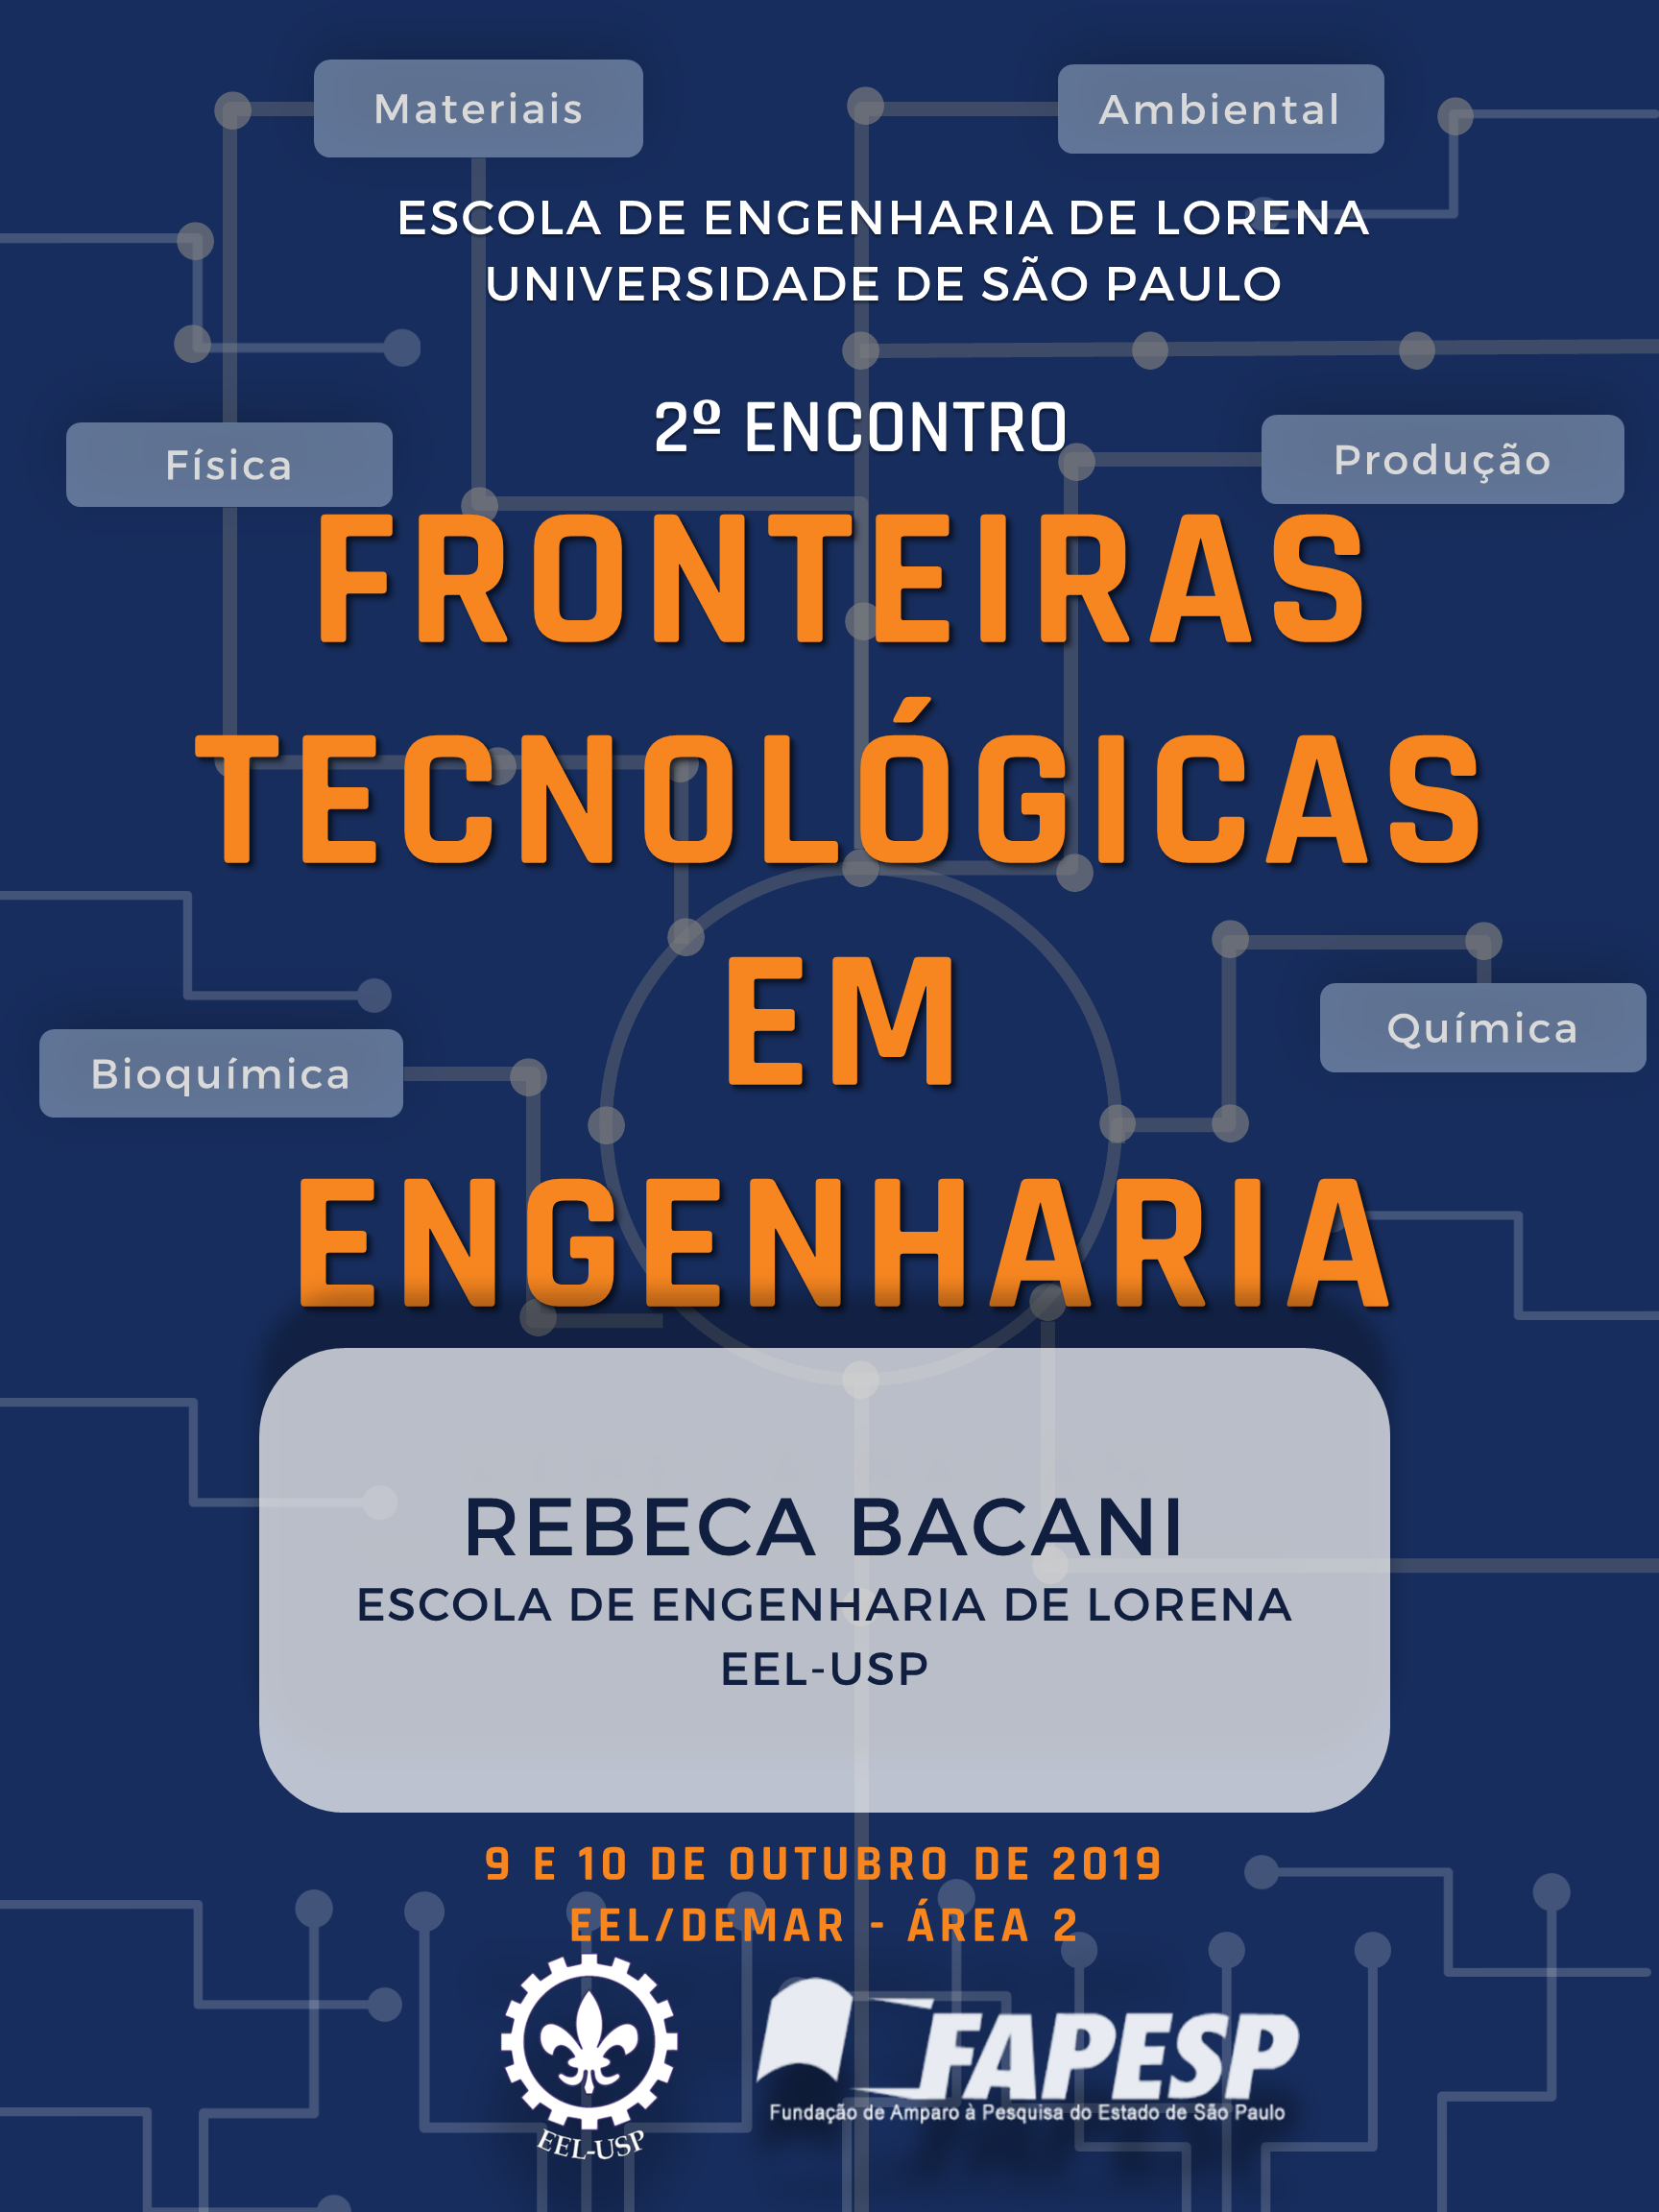 Materiais
Ambiental
ESCOLA DE ENGENHARIA DE LORENA
UNIVERSIDADE DE SÃO PAULO
2º ENCONTRO
Física
Produção
FRONTEIRAS
TECNOLÓGICAS
EM
Química
Bioquímica
ENGENHARIA
REBECA BACANI
ESCOLA DE ENGENHARIA DE LORENA
EEL-USP
9 E 10 DE OUTUBRO DE 2019
EEL/DEMAR - ÁREA 2
FAPESP
Fundação de Amparo à Pesquisa do Estado de São Paulo
EEL-USP